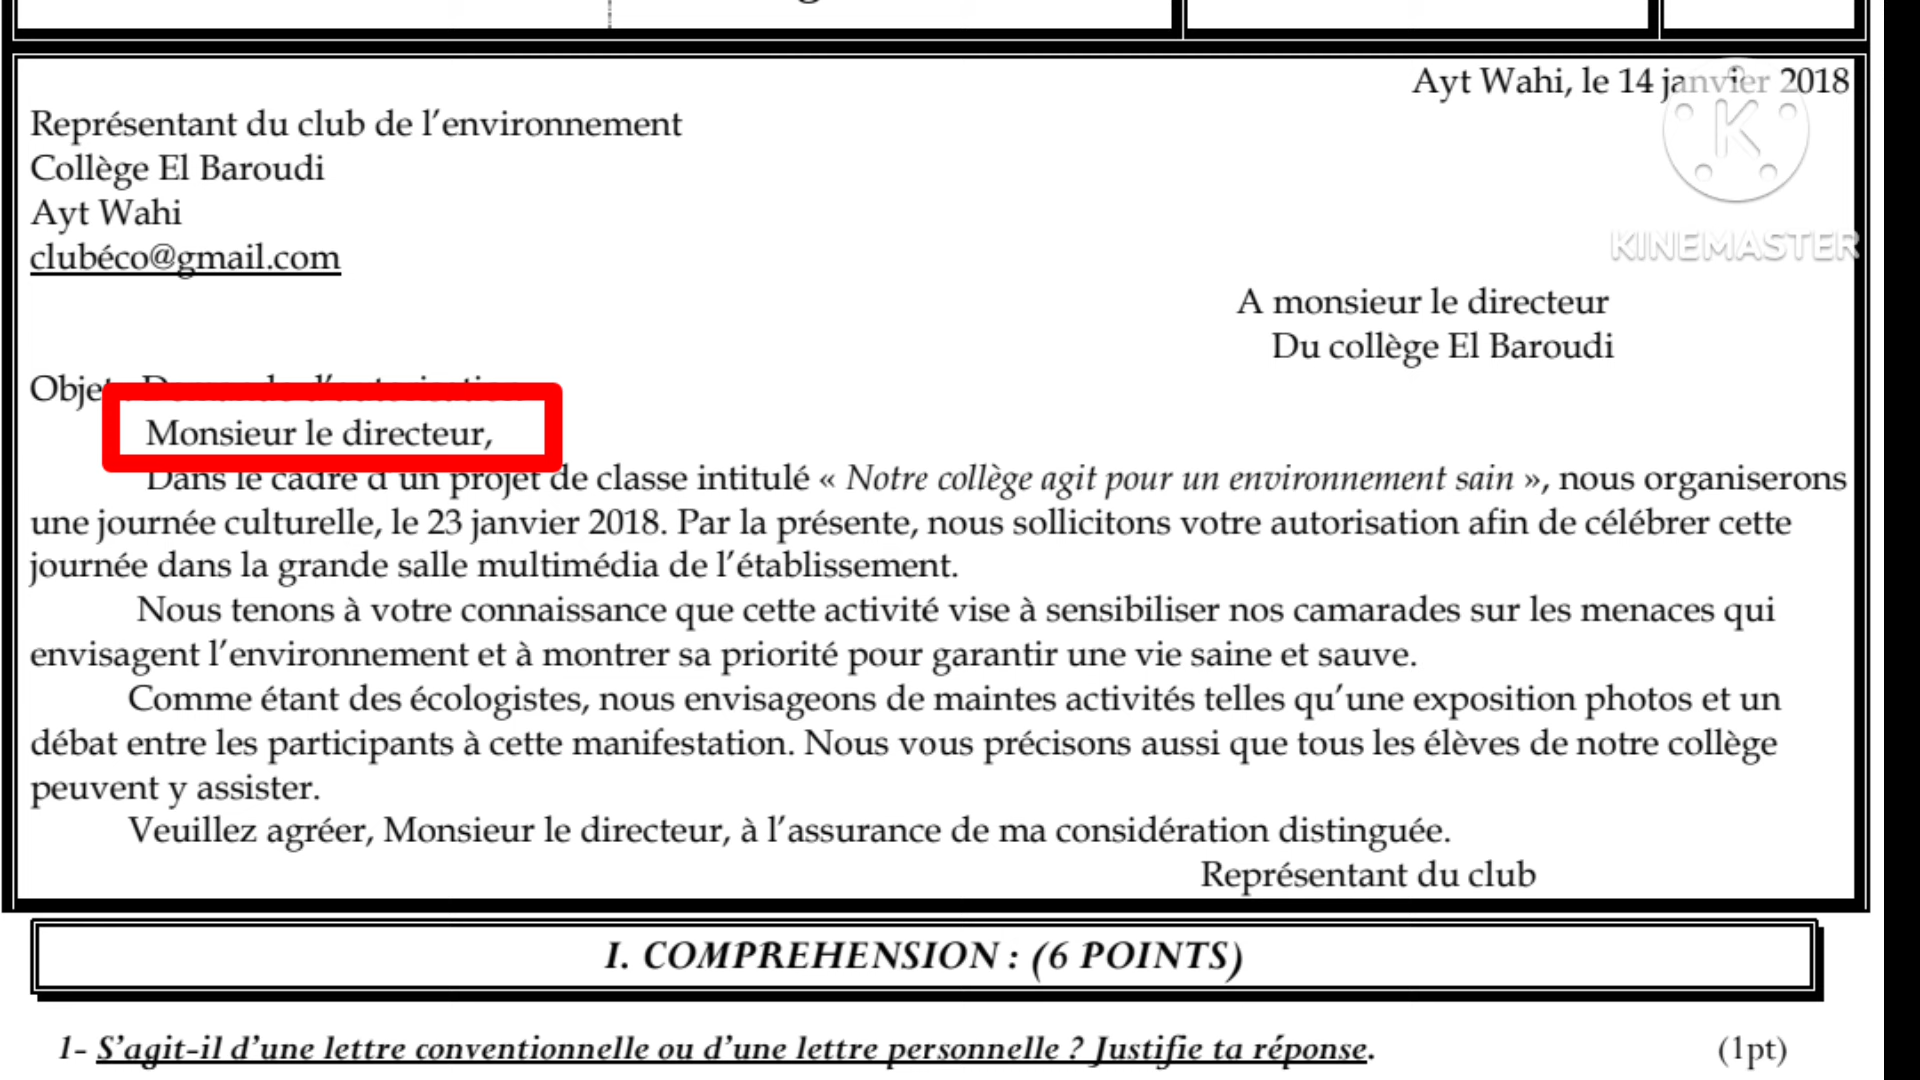 Ayt Wahi, le 14 janvier 2018
Représentant du club de l'environnement
Collège El Baroudi
Ayt Wahi
clubéco@gmail.com
KINEMASTER
A monsieur le directeur
Du collège El Baroudi
Monsieur le directeur,
Dans le cadre d'un projet de classe intitulé « Notre collège agit pour un environnement sain », nous organiserons
une journée culturelle, le 23 janvier 2018. Par la présente, nous sollicitons votre autorisation afin de célébrer cette
journée dans la grande salle multimédia de l'établissement.
Nous tenons à votre connaissance que cette activité vise à sensibiliser nos camarades sur les menaces qui
envisagent l'environnement et à montrer sa priorité pour garantir une vie saine et sauve.
Comme étant des écologistes, nous envisageons de maintes activités telles qu'une exposition photos et un
débat entre les participants à cette manifestation. Nous vous précisons aussi que tous les élèves de notre collège
peuvent y assister.
Veuillez agréer, Monsieur le directeur, à l'assurance de ma considération distinguée.
Représentant du club
I. COMPREHENSION : (6 POINTS)
1- S'agit-il d'une lettre conventionnelle ou d'une lettre personnelle ? Justifie ta réponse. (1pt)